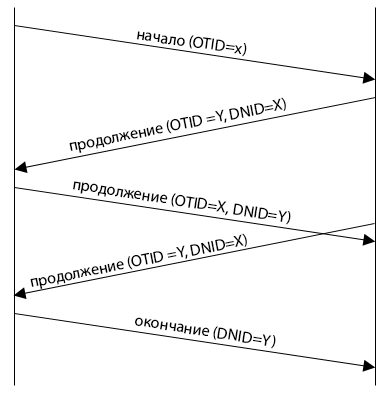 начало (OTID=x)
продолжение (OTID =Y, DNID=X)
продолжение (OTID=X, DNID=Y)
продолжение (OTID =Y, DNID=X)
окончание (DNID=Y)